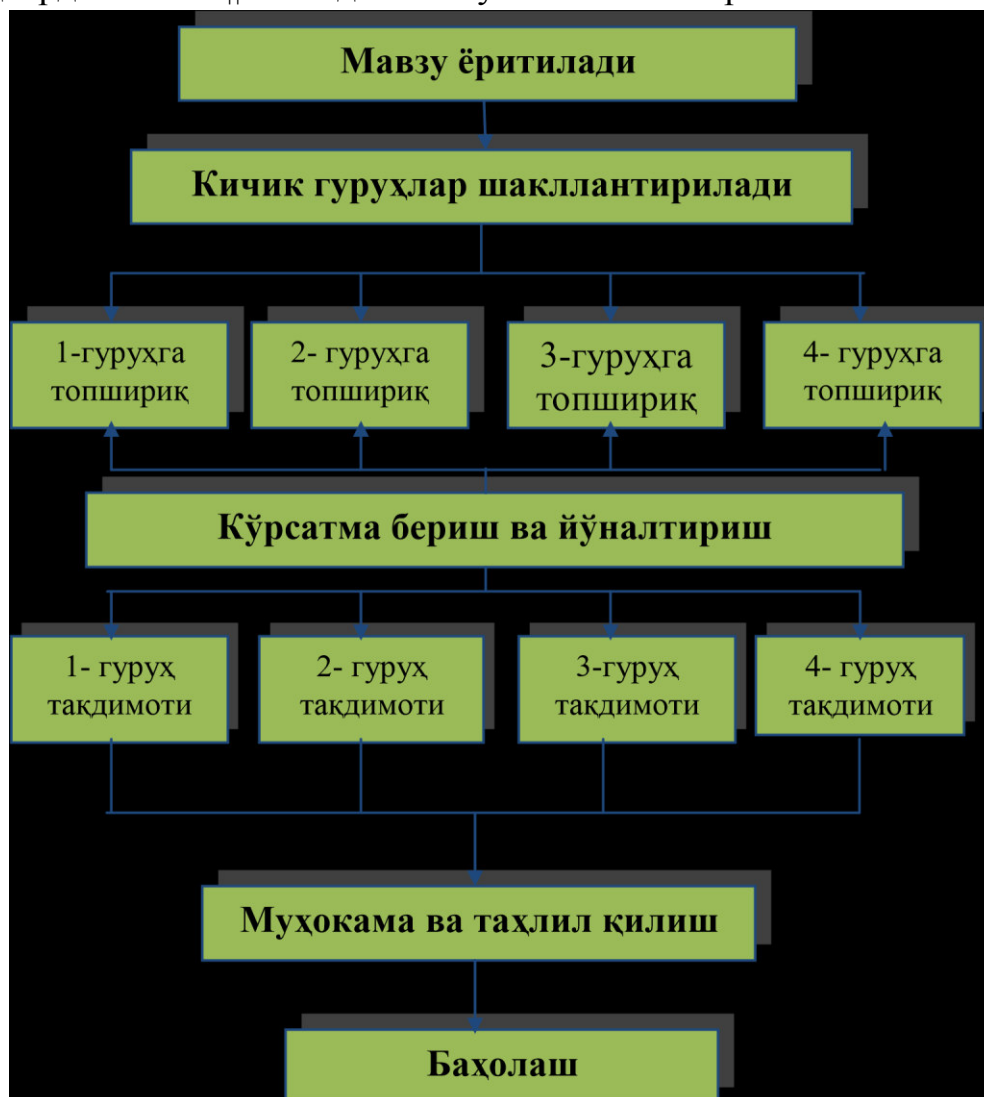 Мавзу ёритилади
Кичик гуруҳлар шакллантирилади
1-гуруҳга
топшириқ
2- гуруҳга
топшириқ
3-гуруҳга
топшириқ
4- гуруҳга
топшириқ
Кўрсатма бериш ва йўналтириш
1- гуруҳ
тақдимоти
2- гуруҳ
тақдимоти
3-гуруҳ
тақдимоти
4- гуруҳ
тақдимоти
Муҳокама ва таҳлил қилиш
Баҳолаш